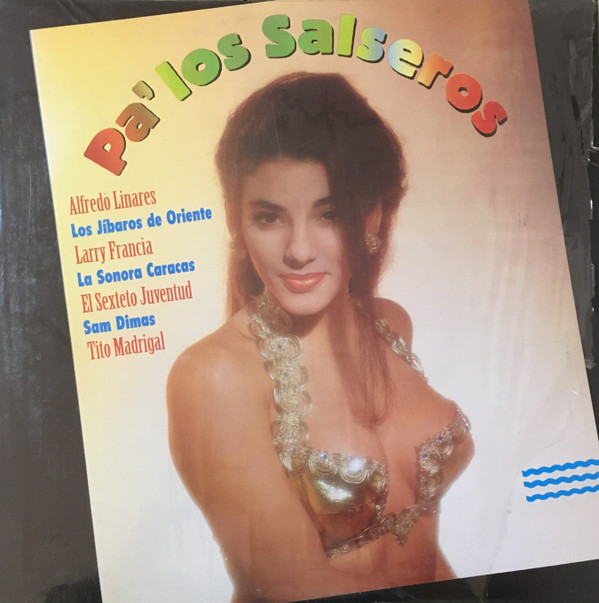 Pa' los Salseros
Alfredo Linares
Los Jíbaros de Oriente
Larry Francia
La Sonora Caracas
El Sexteto Juventud
Sam Dimas
Tito Madrigal